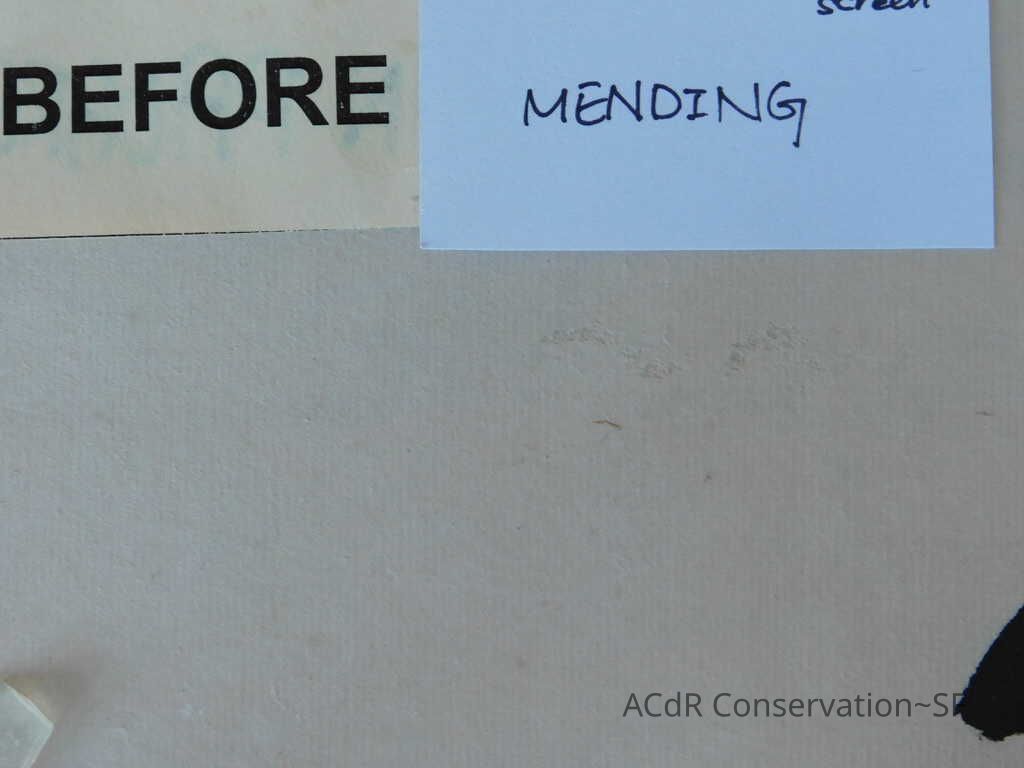 screen
BEFORE
MENDING
ACdR Conservation~SF